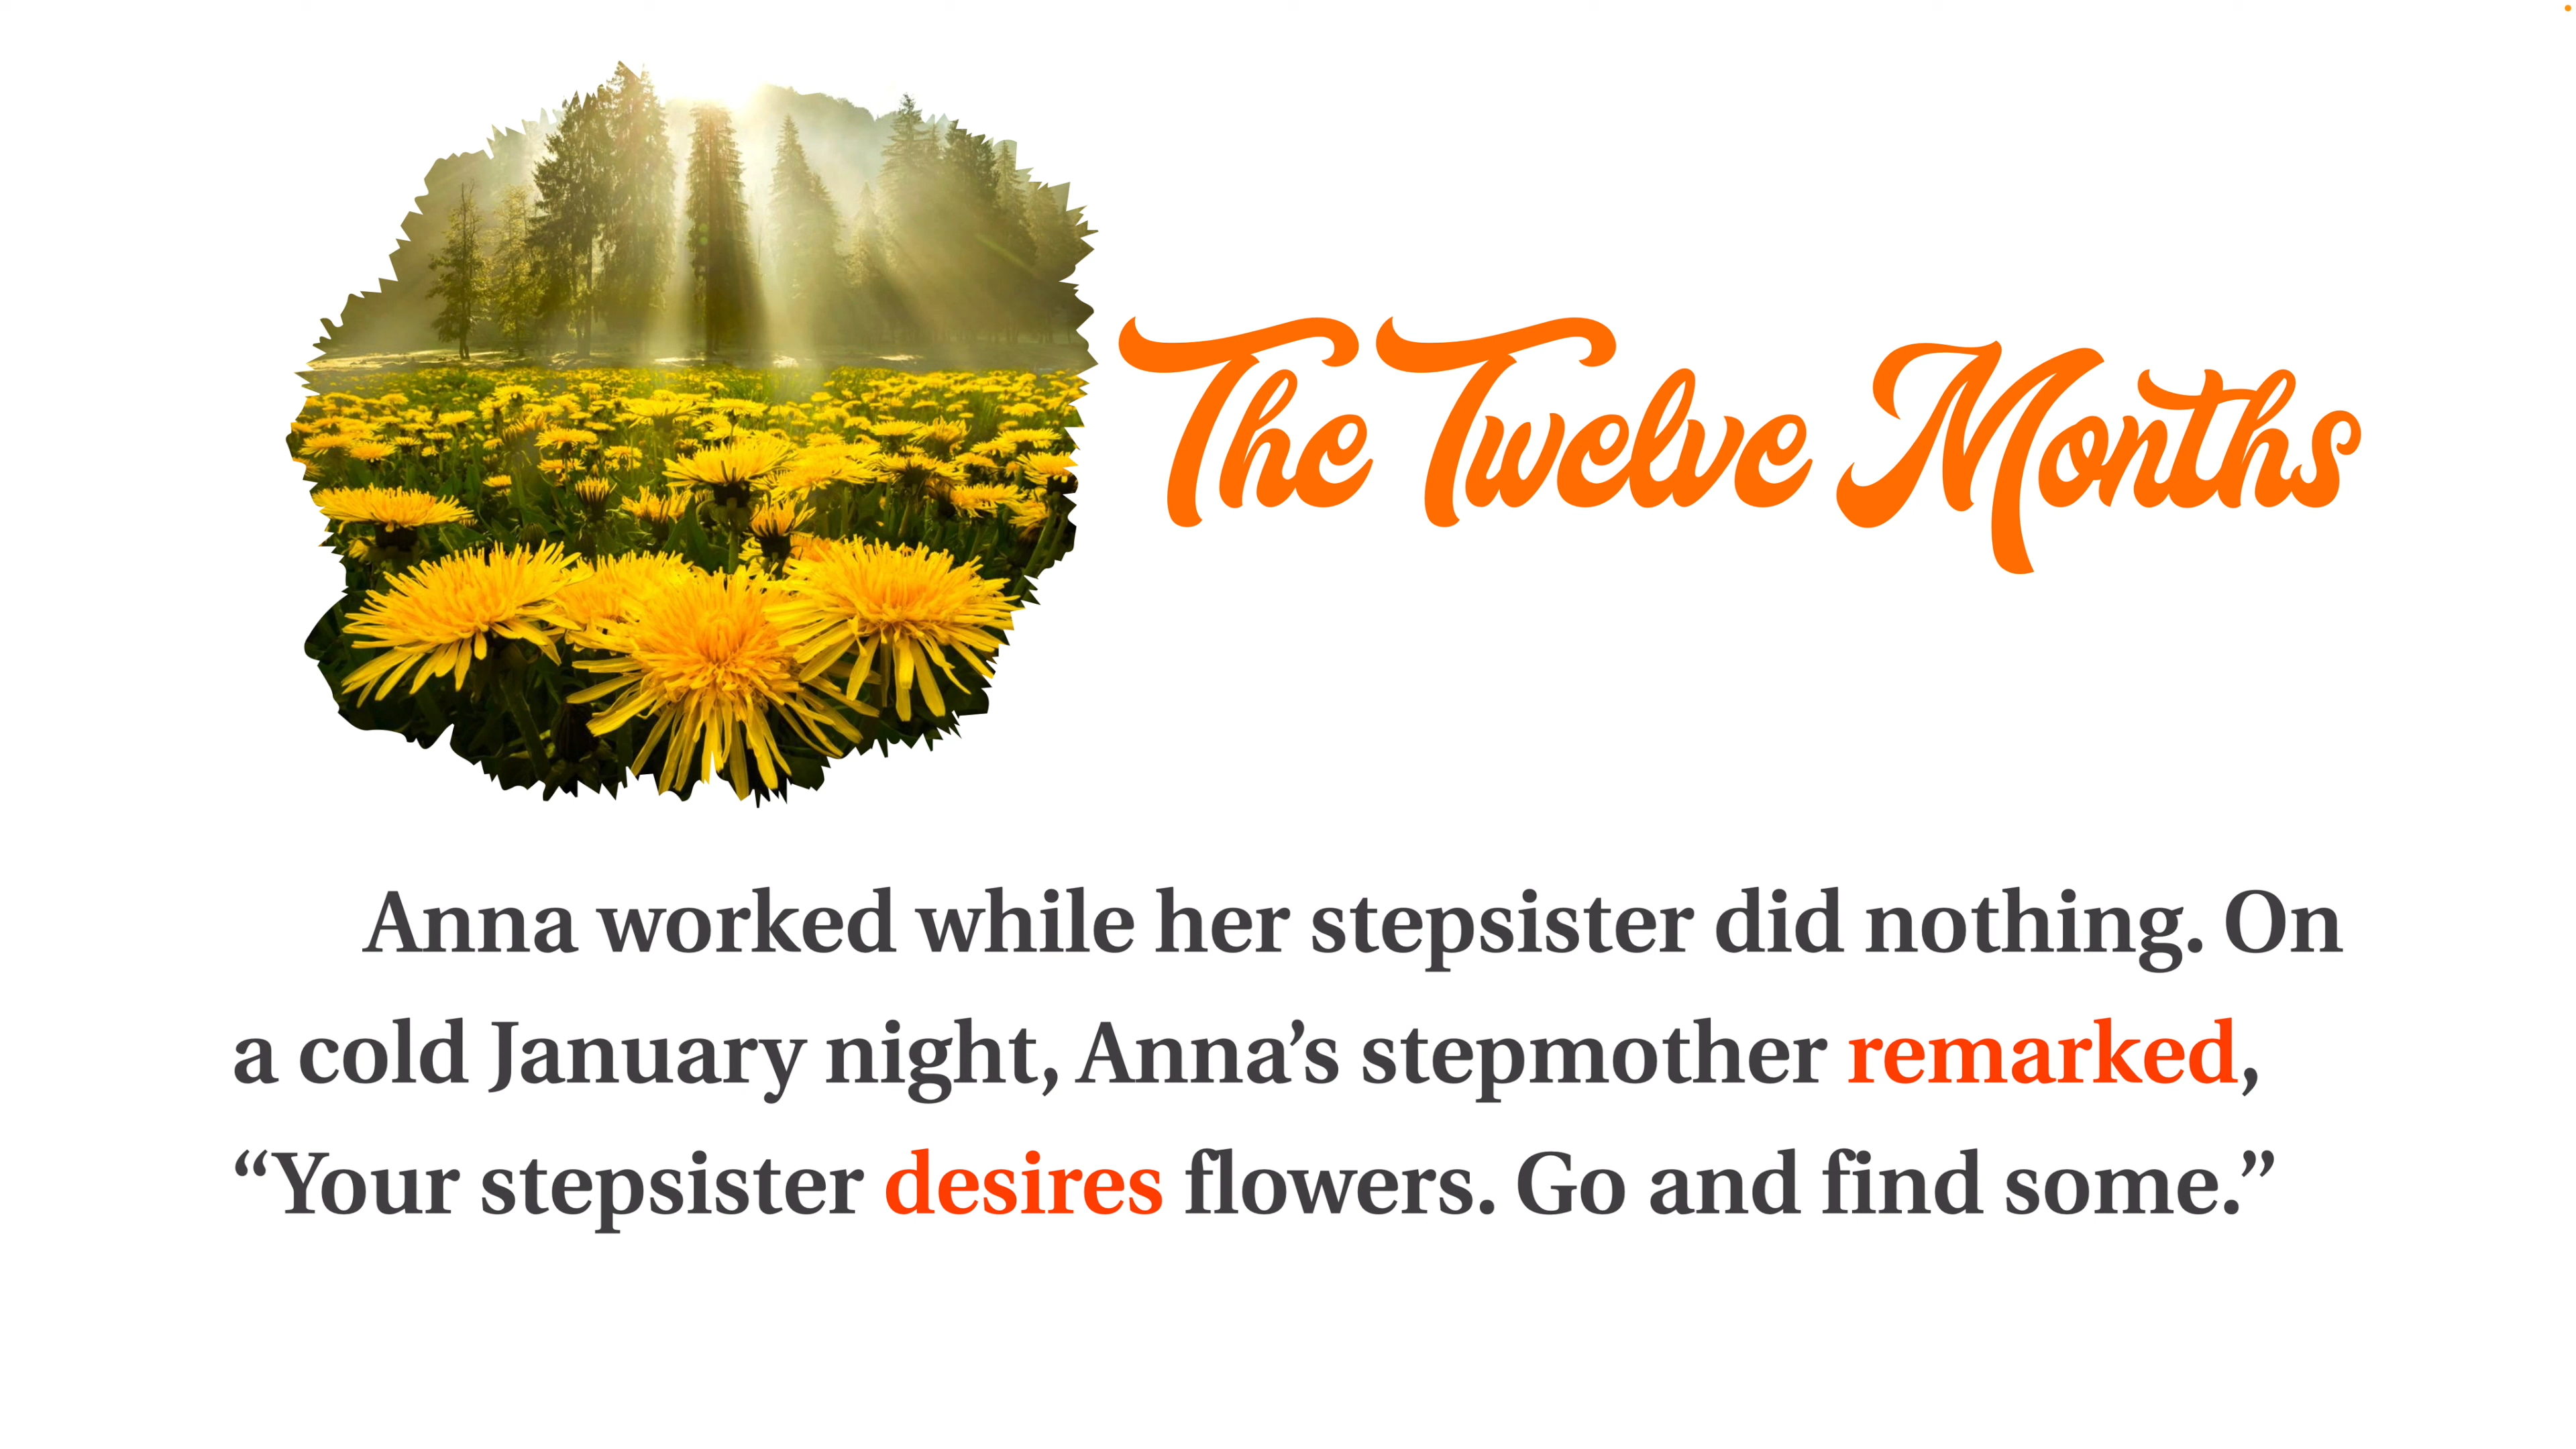 The Twelve Months
Anna worked while her stepsister did nothing. On
a cold January night, Anna’s stepmother remarked,
“Your stepsister desires flowers. Go and find some.”